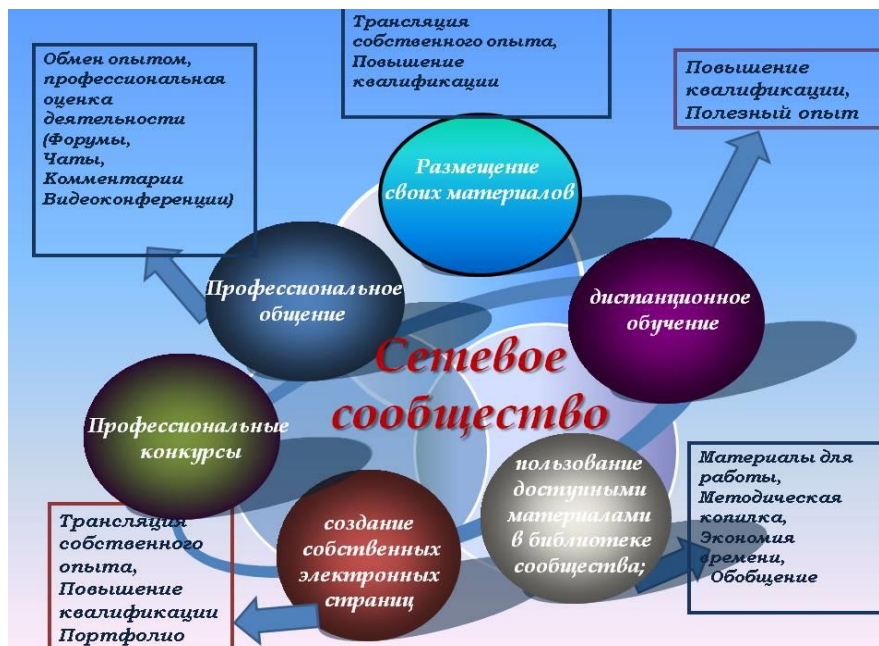 Трансляция
собственного опыта,
Повышение
квалификации
Обмен опытом,
профессиональная
оценка
деятельности
(Форумы,
Чаты,
Комментарии
Видеоконференции)
Повышение
квалификации,
Полезный опыт
Размещение
своих материалов
Профессиональное
общение
дистанционное
обучение
Сетевое
сообщество
Профессиональные
конкурсы
пользование
доступными
материалами
в библиотеке
сообщества;
создание
собственных
электронных
страниц
Материалы для
работы,
Методическая
копилка,
Экономия
времени,
Обобщение
Трансляция
собственного
опыта,
Повышение
квалификации
Портфолио